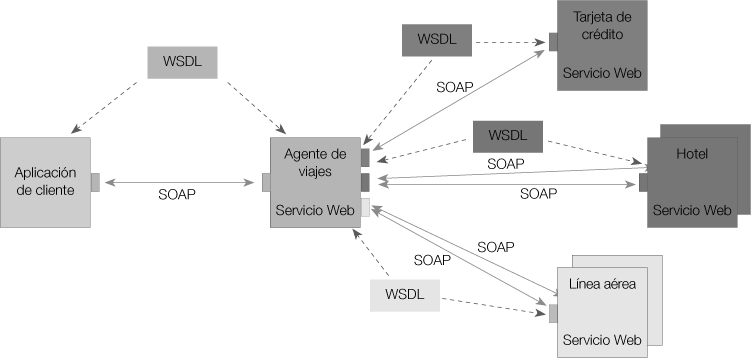 WSDL
Aplicación
de cliente
SOAP
Agente de
viajes
Servicio Web
WSDL
SOAP
Tarjeta de
crédito
Servicio Web
WSDL
SOAP
SOAP
Hotel
Servicio Web
SOAP
SOAP
WSDL
Línea aérea
Servicio Web